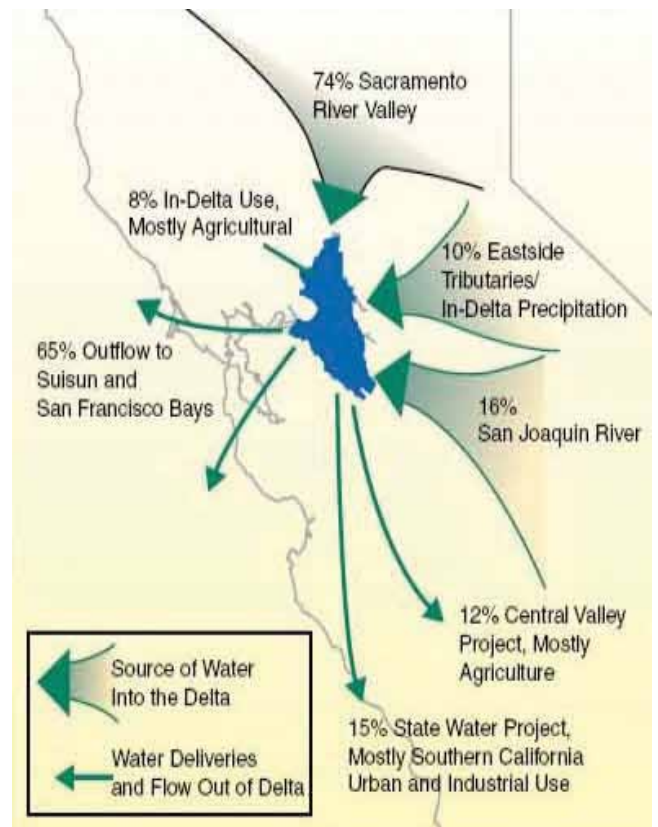 74% Sacramento
River Valley
8% In-Delta Use,
Mostly Agricultural
10% Eastside
Tributaries/
In-Delta Precipitation
65% Outflow to
Suisun and
San Francisco Bays
16%
San Joaquin River
12% Central Valley
Project, Mostly
Agriculture
15% State Water Project,
Mostly Southern California
Urban and Industrial Use
Source of Water
Into the Delta
Water Deliveries
and Flow Out of Delta